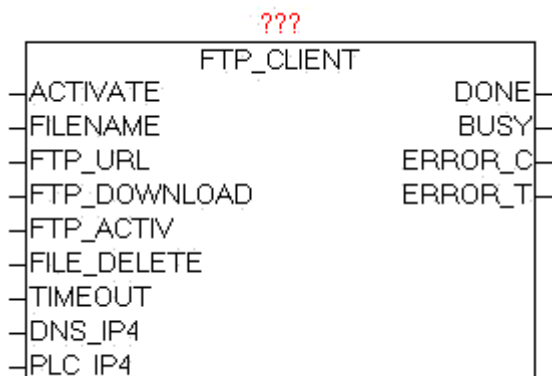 ???
FTP_CLIENT
ACTIVATE DONE
FILENAME BUSY
FTP_URL ERROR_C
FTP_DOWNLOAD ERROR_T
FTP_ACTIV
FILE_DELETE
TIMEOUT
DNS_IP4
PLC_IP4